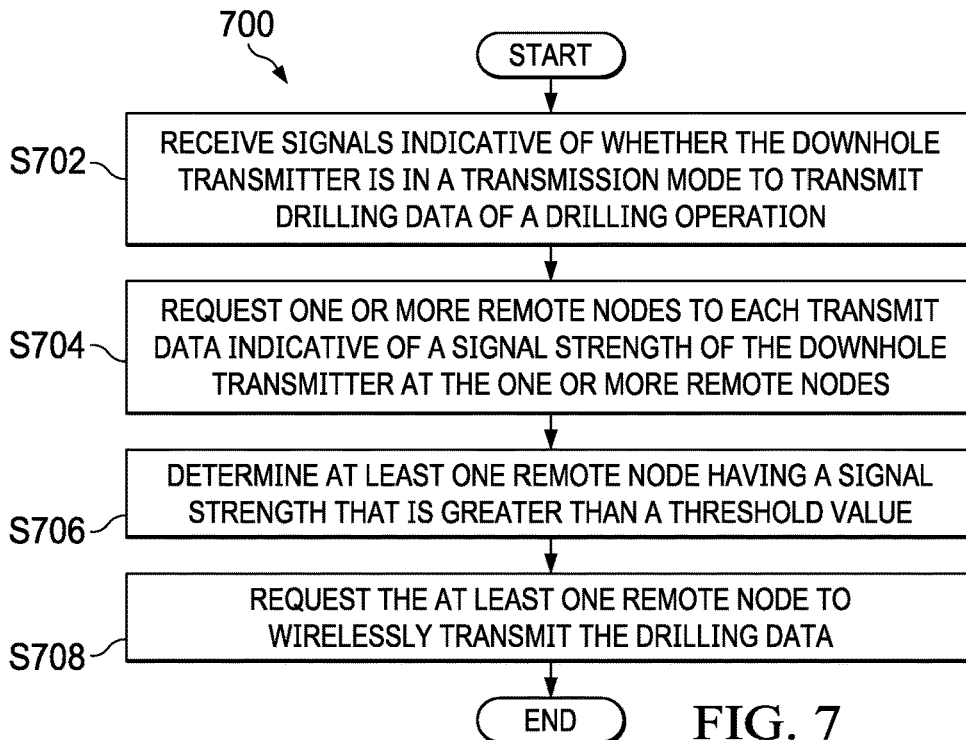 700
START
S702
RECEIVE SIGNALS INDICATIVE OF WHETHER THE DOWNHOLE
TRANSMITTER IS IN A TRANSMISSION MODE TO TRANSMIT
DRILLING DATA OF A DRILLING OPERATION
S704
REQUEST ONE OR MORE REMOTE NODES TO EACH TRANSMIT
DATA INDICATIVE OF A SIGNAL STRENGTH OF THE DOWNHOLE
TRANSMITTER AT THE ONE OR MORE REMOTE NODES
S706
DETERMINE AT LEAST ONE REMOTE NODE HAVING A SIGNAL
STRENGTH THAT IS GREATER THAN A THRESHOLD VALUE
S708
REQUEST THE AT LEAST ONE REMOTE NODE TO
WIRELESSLY TRANSMIT THE DRILLING DATA
END
FIG. 7